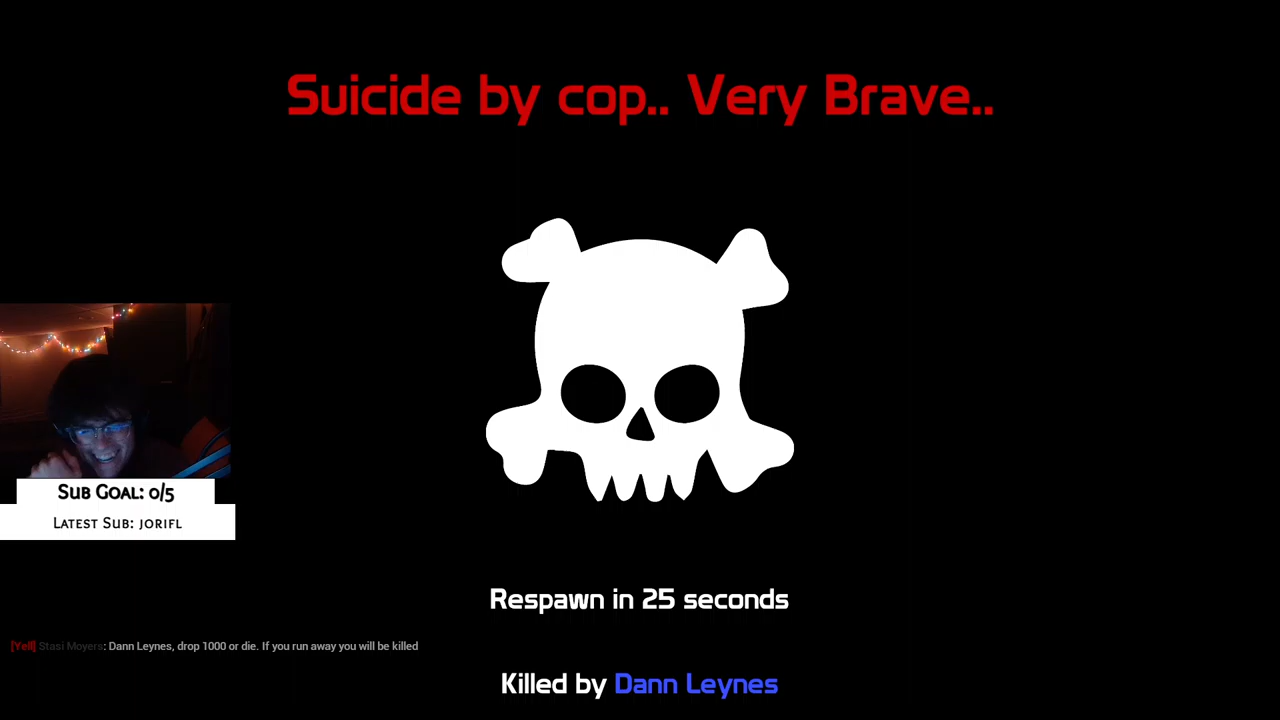 Suicide by cop.. Very Brave..
Sub Goal: 0/5
Latest Sub: jorifl
Respawn in 25 seconds
[Yell] Stasi Moyers: Dann Leynes, drop 1000 or die. If you run away you will be killed
Killed by Dann Leynes